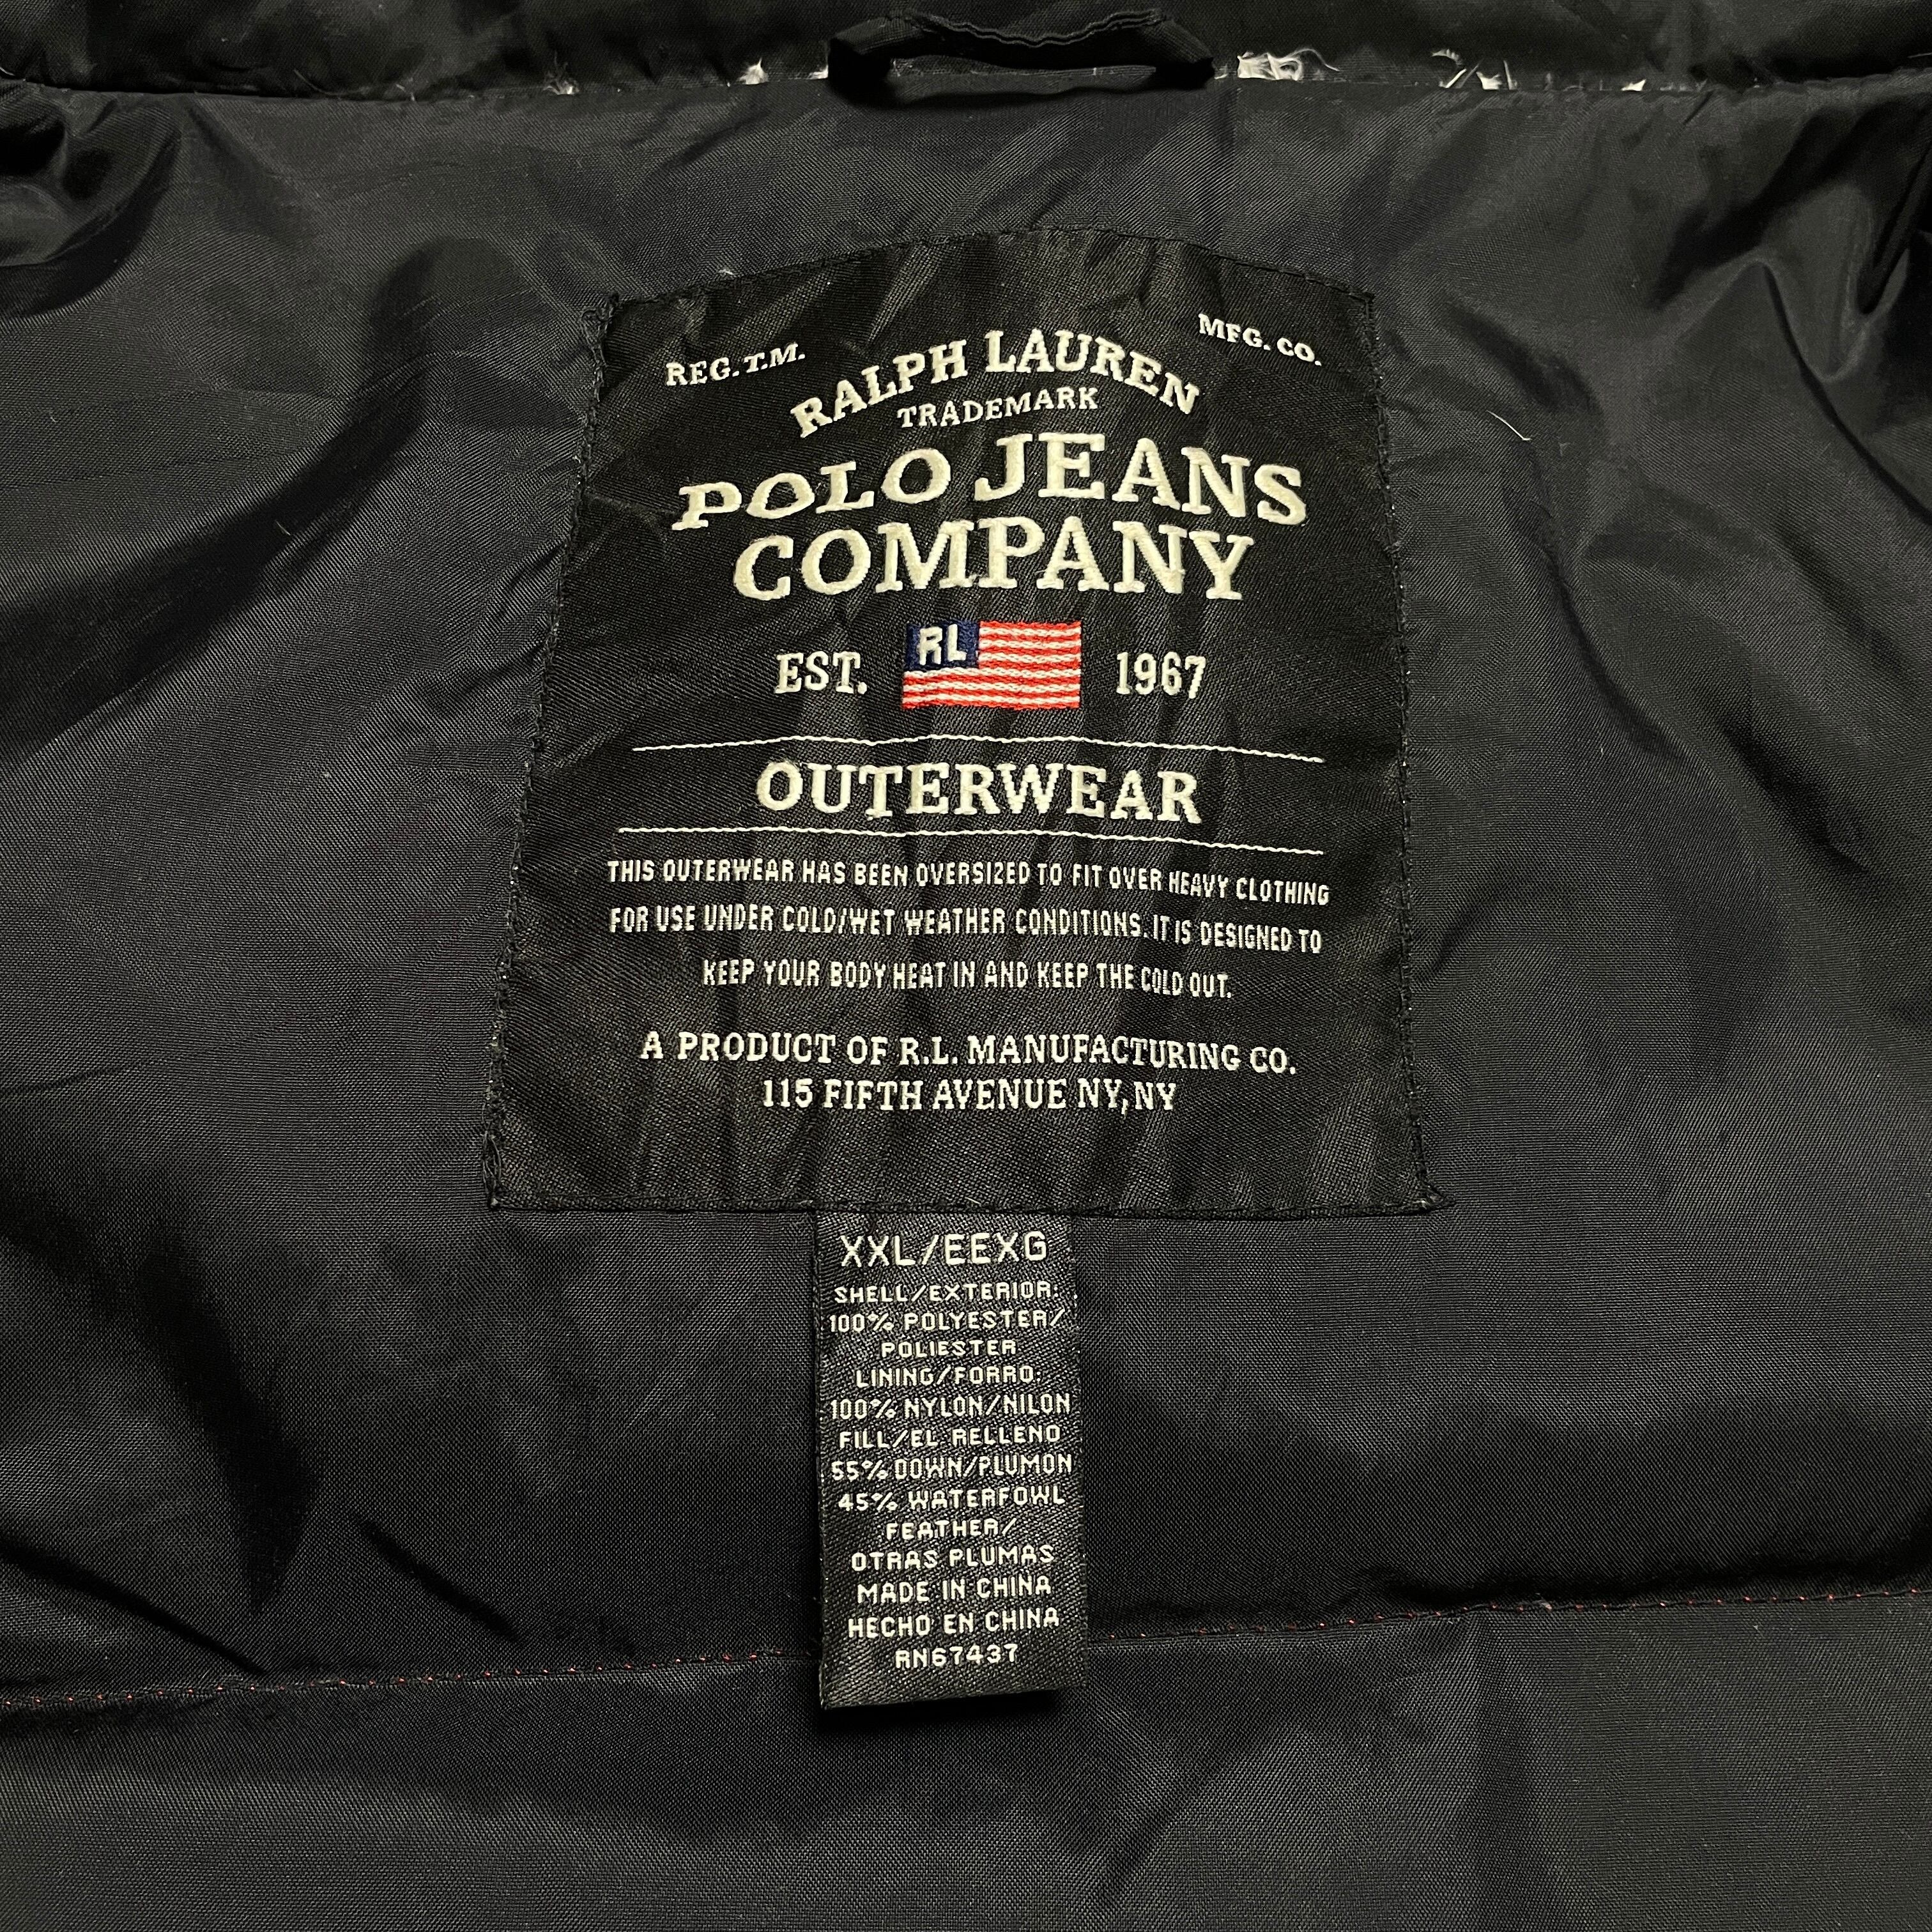 REG. T.M.
MFG. CO.
RALPH LAUREN
TRADEMARK
POLO JEANS
COMPANY
EST. RL 1967
OUTERWEAR
THIS OUTERWEAR HAS BEEN OVERSIZED TO FIT OVER HEAVY CLOTHING
FOR USE UNDER COLD/WET WEATHER CONDITIONS. IT IS DESIGNED TO
KEEP YOUR BODY HEAT IN AND KEEP THE COLD OUT.
A PRODUCT OF R.L. MANUFACTURING CO.
115 FIFTH AVENUE NY, NY
XXL/EEXG
SHELL/EXTERIOR:
100% POLYESTER/
POLIESTER
LINING/FORRO:
100% NYLON/NILON
FILL/EL RELLENO
55% DOWN/PLUMON
45% WATERFOWL
FEATHER/
OTRAS PLUMAS
MADE IN CHINA
HECHO EN CHINA
RN67437